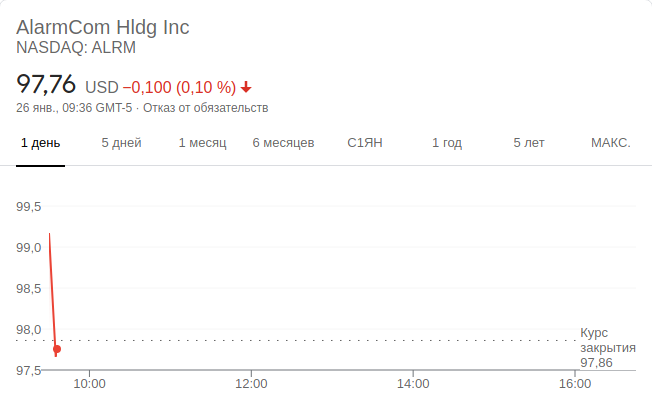 AlarmCom Hldg Inc
NASDAQ: ALRM
97,76 USD −0,100 (0,10 %)
26 янв., 09:36 GMT-5 · Отказ от обязательств
1 день 5 дней 1 месяц 6 месяцев С1ЯН 1 год 5 лет МАКС.
99,5
99,0
98,5
98,0
97,5
Курс
закрытия
97,86
10:00 12:00 14:00 16:00